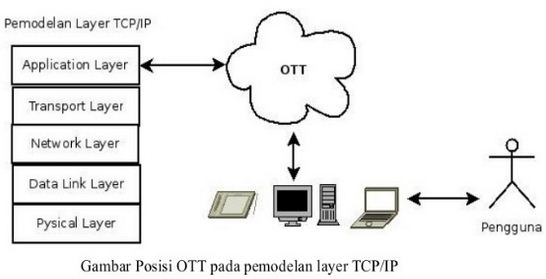 Pemodelan Layer TCP/IP
Application Layer
Transport Layer
Network Layer
Data Link Layer
Pysical Layer
OTT
Pengguna
Gambar Posisi OTT pada pemodelan layer TCP/IP